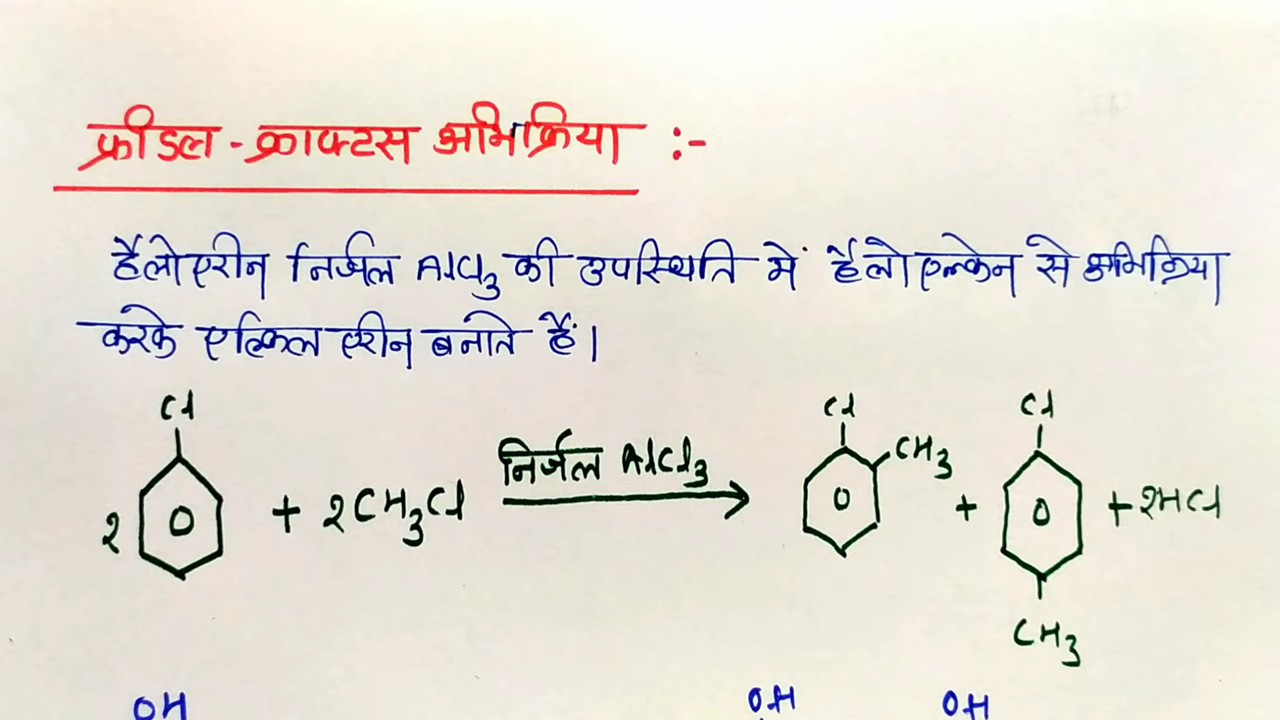 फ्रीडल - क्राफ्टस अभिक्रिया :-
हैलोएरीन निर्जल AlCl3 की उपस्थिति में हैलोएल्केन से अभिक्रिया
करके एल्किल एरीन बनाते हैं।
Cl Cl Cl
CH3
निर्जल AlCl3
2 + 2CH3Cl + + 2HCl
CH3
OH OH OH